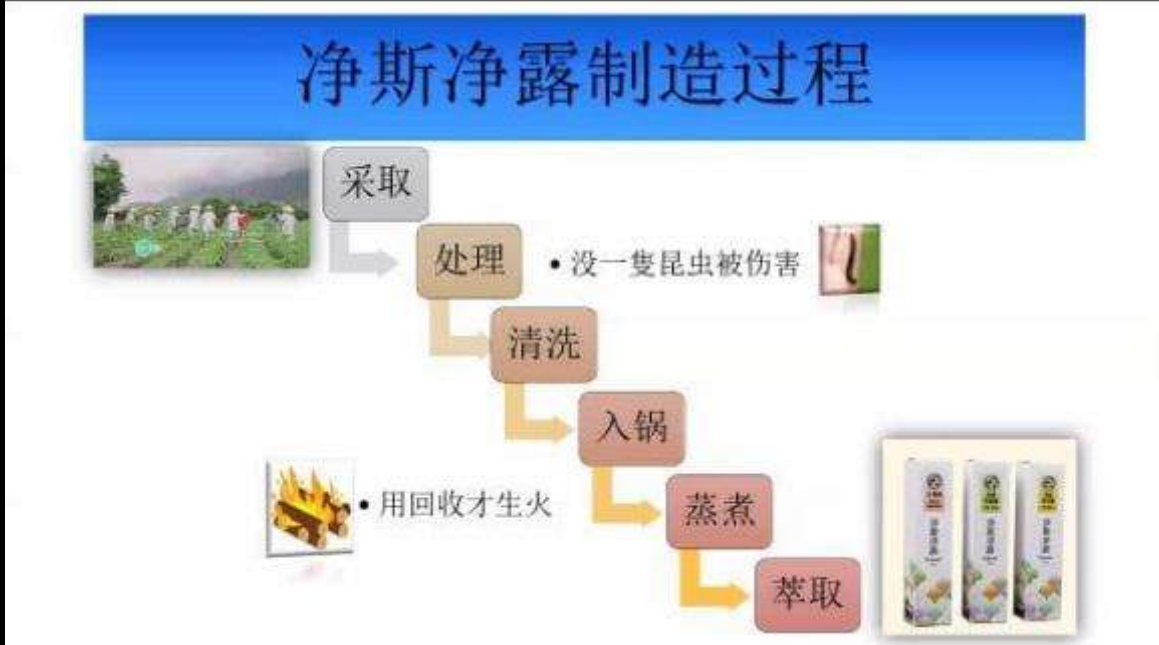 净斯净露制造过程
采取
处理
• 没一隻昆虫被伤害
清洗
入锅
• 用回收才生火
蒸煮
萃取